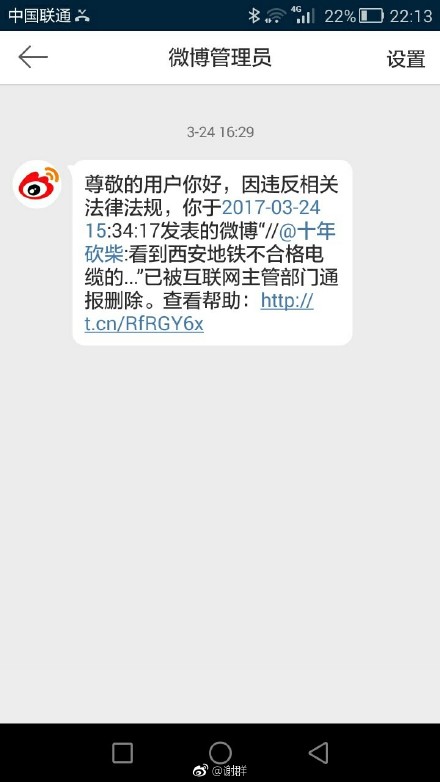 中国联通
4G
22%
22:13
微博管理员
设置
3-24 16:29
尊敬的用户你好，因违反相关
法律法规，你于2017-03-24
15:34:17发表的微博“//@十年
砍柴:看到西安地铁不合格电
缆的...”已被互联网主管部门通
报删除。查看帮助：http://
t.cn/RfRGY6x
@谢胖